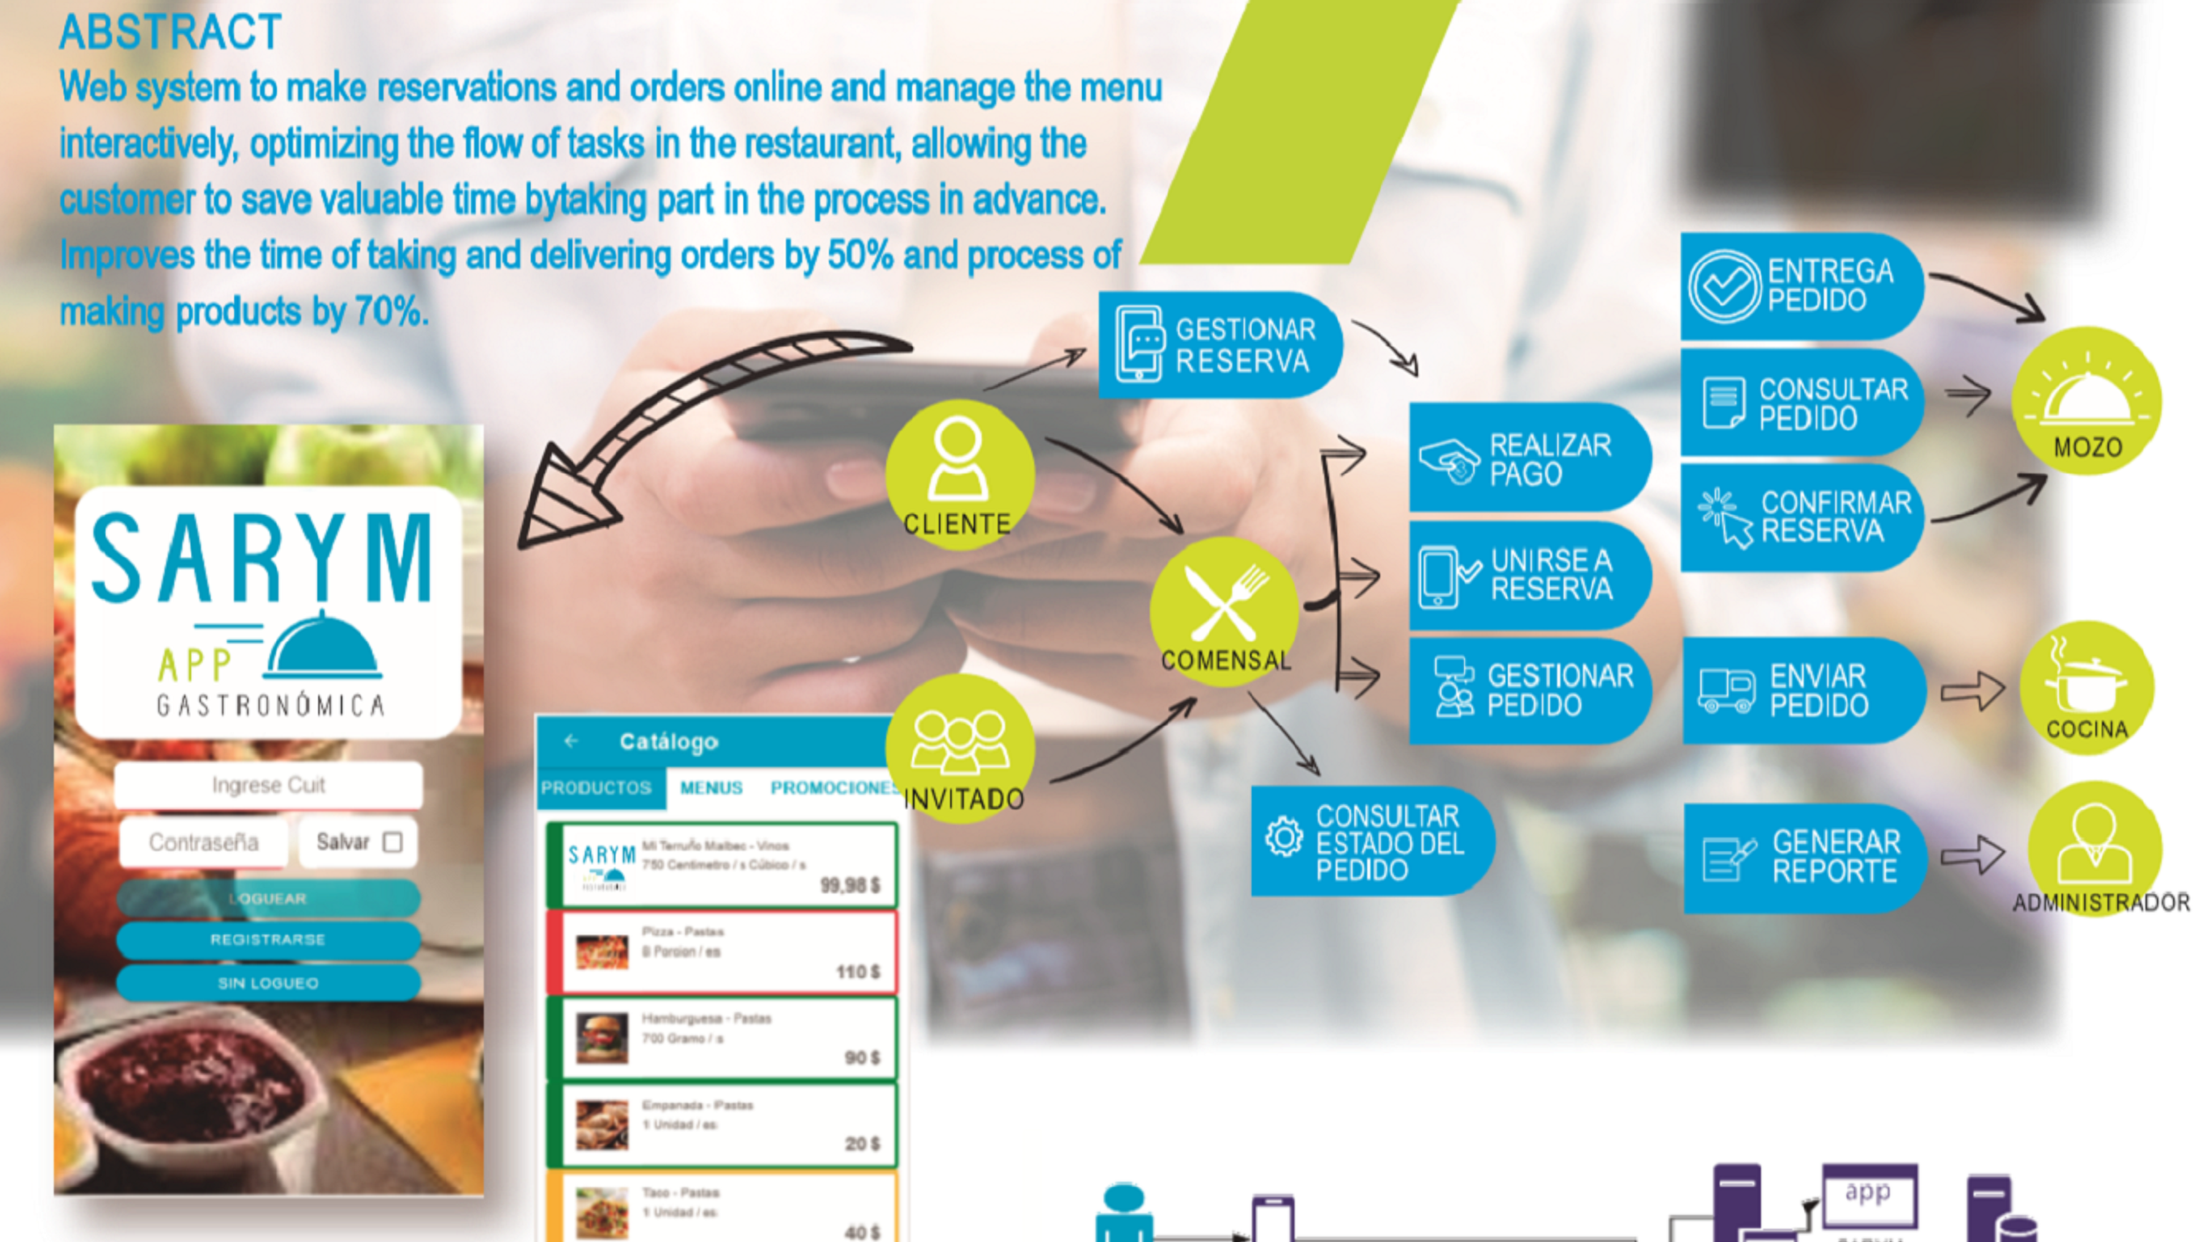 ABSTRACT
Web system to make reservations and orders online and manage the menu
interactively, optimizing the flow of tasks in the restaurant, allowing the
customer to save valuable time bytaking part in the process in advance.
Improves the time of taking and delivering orders by 50% and process of
making products by 70%.
SARYM
APP
GASTRONÓMICA
Ingrese Cuit
Contraseña
Salvar
LOGUEAR
REGISTRARSE
SIN LOGUEO
Catálogo
PRODUCTOS MENUS PROMOCIONES
SARYM
Mi Terruño Malbec - Vinos
750 Centimetro / s Cúbico / s
99,98 $
Pizza - Pastas
8 Porcion / es
110 $
Hamburguesa - Pastas
700 Gramo / s
90 $
Empanada - Pastas
1 Unidad / es
20 $
Taco - Pastas
1 Unidad / es
40 $
CLIENTE
INVITADO
COMENSAL
GESTIONAR
RESERVA
REALIZAR
PAGO
UNIRSE A
RESERVA
GESTIONAR
PEDIDO
CONSULTAR
ESTADO DEL
PEDIDO
ENTREGA
PEDIDO
CONSULTAR
PEDIDO
CONFIRMAR
RESERVA
MOZO
ENVIAR
PEDIDO
COCINA
GENERAR
REPORTE
ADMINISTRADOR
app